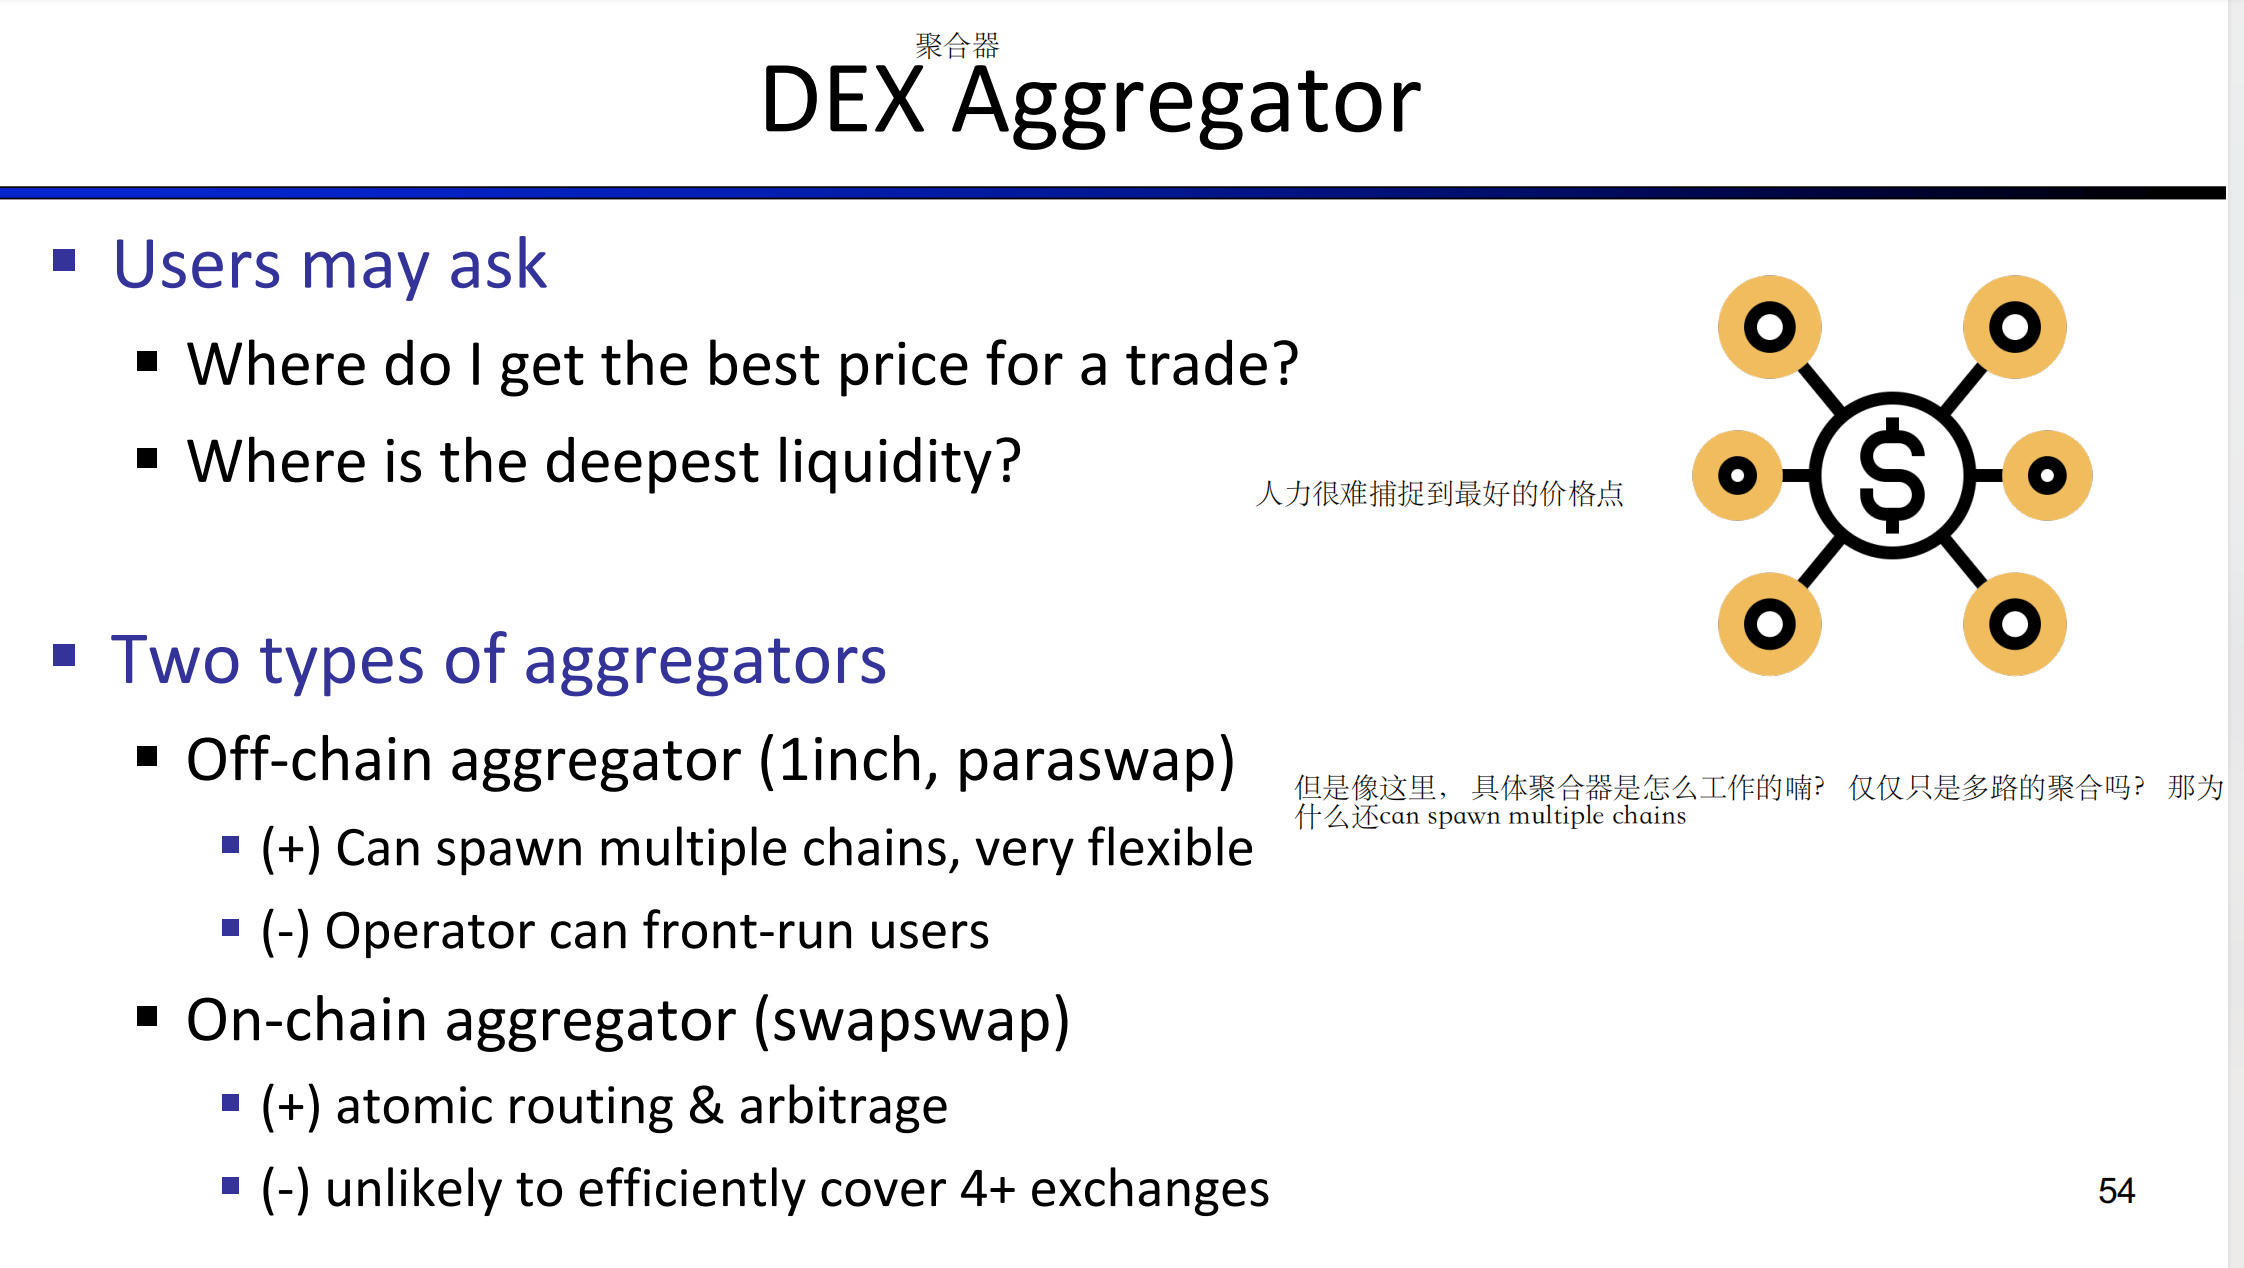 聚合器
DEX Aggregator
Users may ask
Where do I get the best price for a trade?
Where is the deepest liquidity?
人力很难捕捉到最好的价格点
Two types of aggregators
Off-chain aggregator (1inch, paraswap)
但是像这里，具体聚合器是怎么工作的喃？仅仅只是多路的聚合吗？那为
什么还can spawn multiple chains
(+) Can spawn multiple chains, very flexible
(-) Operator can front-run users
On-chain aggregator (swapswap)
(+) atomic routing & arbitrage
(-) unlikely to efficiently cover 4+ exchanges
54